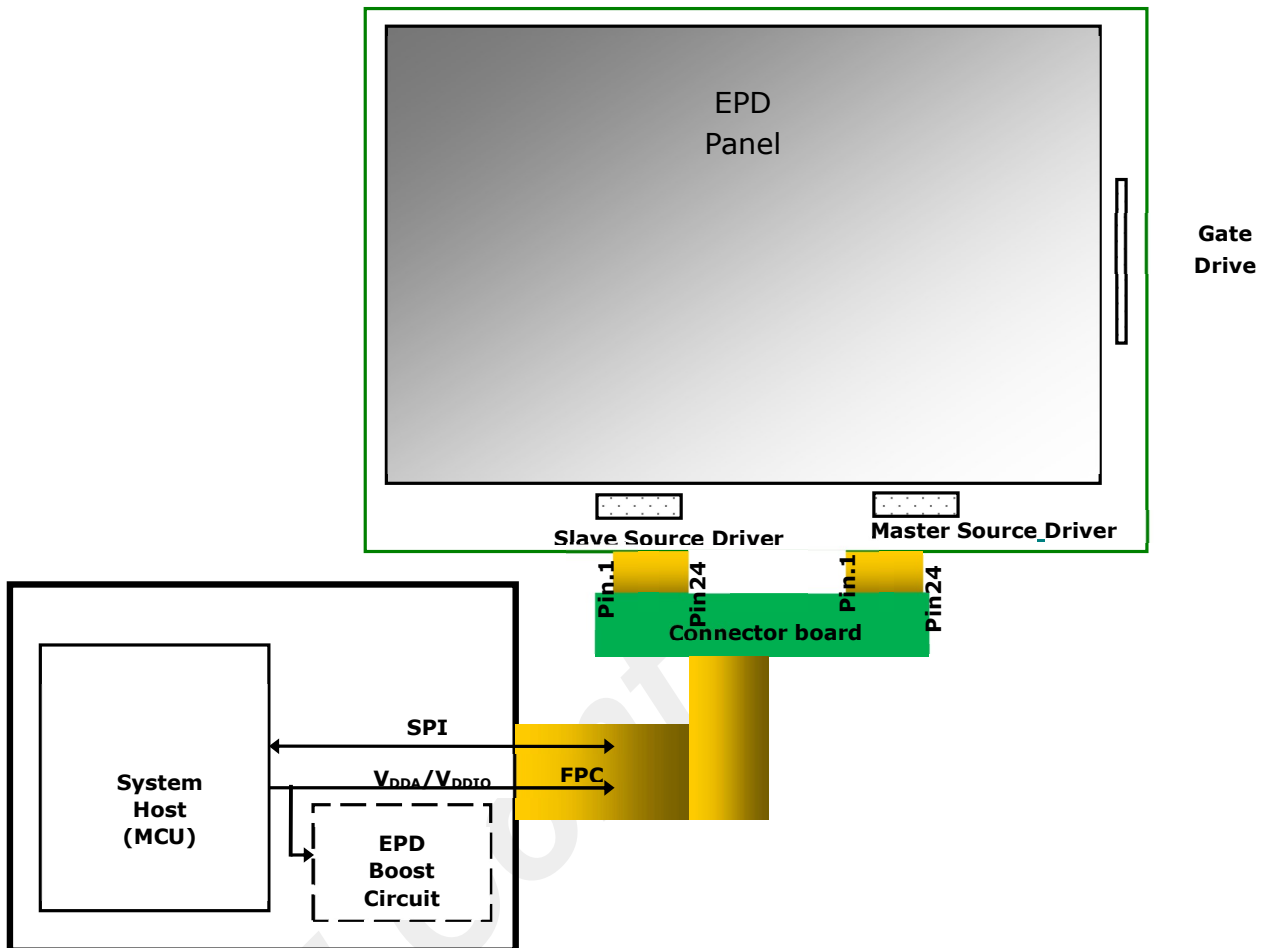 EPD
Panel
Gate
Drive
Slave Source Driver
Master Source Driver
Pin.1
Pin24
Pin.1
Pin24
Connector board
SPI
VDDA/VDDIO
FPC
System
Host
(MCU)
EPD
Boost
Circuit